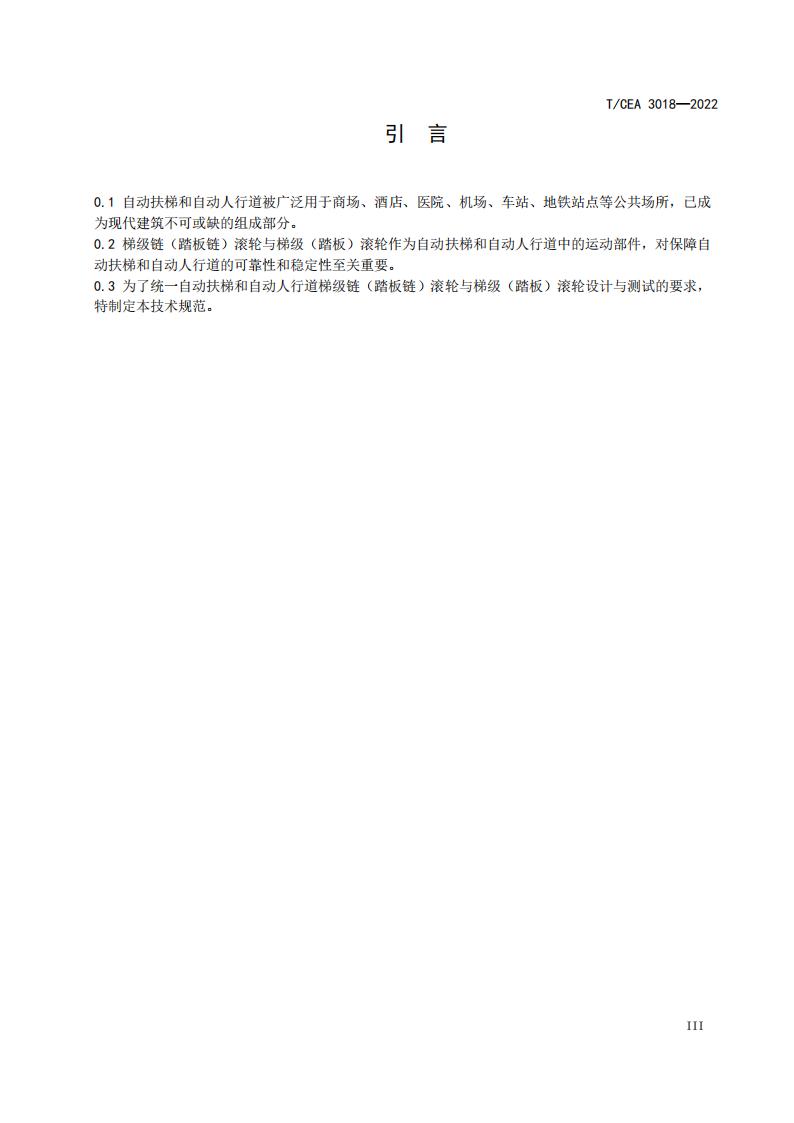 T/CEA 3018—2022
引 言
0.1 自动扶梯和自动人行道被广泛用于商场、酒店、医院、机场、车站、地铁站点等公共场所，已成
为现代建筑不可或缺的组成部分。
0.2 梯级链（踏板链）滚轮与梯级（踏板）滚轮作为自动扶梯和自动人行道中的运动部件，对保障自
动扶梯和自动人行道的可靠性和稳定性至关重要。
0.3 为了统一自动扶梯和自动人行道梯级链（踏板链）滚轮与梯级（踏板）滚轮设计与测试的要求，
特制定本技术规范。
III